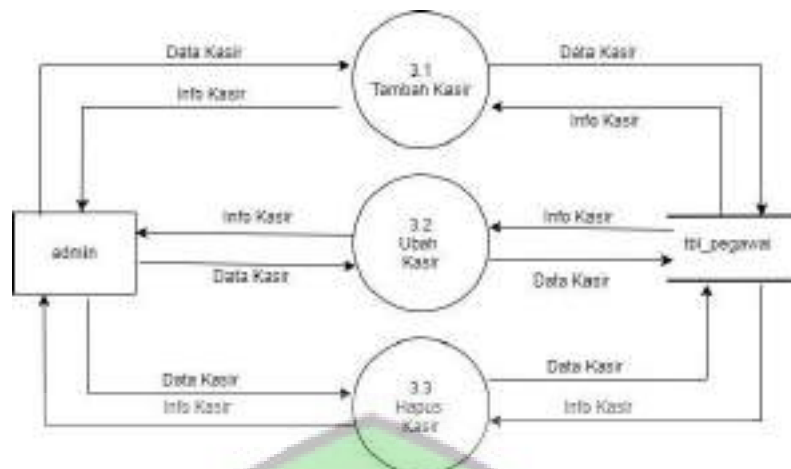 Data Kasir
Info Kasir
3.1
Tambah Kasir
Data Kasir
Info Kasir
admin
Info Kasir
Data Kasir
3.2
Ubah
Kasir
Info Kasir
Data Kasir
tbl_pegawai
Data Kasir
Info Kasir
3.3
Hapus
Kasir
Data Kasir
Info Kasir